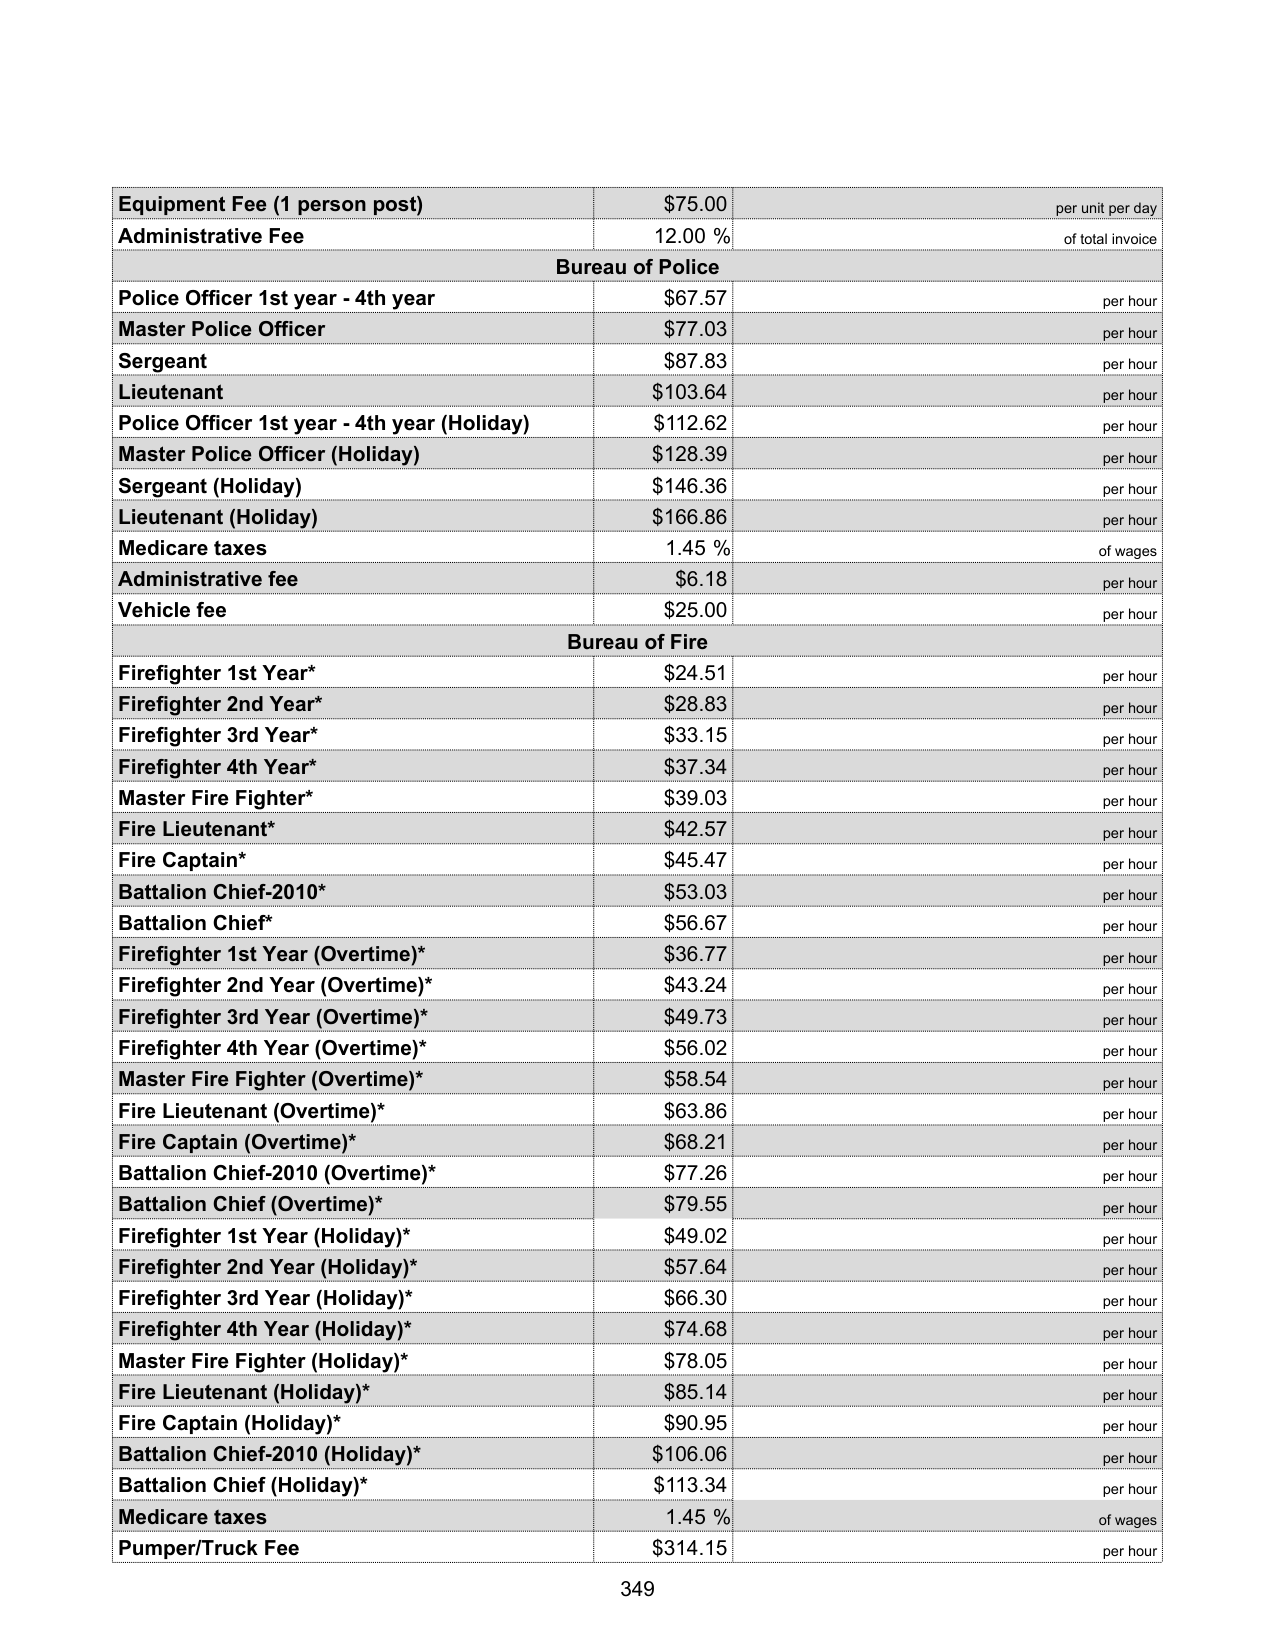 Equipment Fee (1 person post) $75.00 per unit per day
Administrative Fee 12.00 % of total invoice
Bureau of Police
Police Officer 1st year - 4th year $67.57 per hour
Master Police Officer $77.03 per hour
Sergeant $87.83 per hour
Lieutenant $103.64 per hour
Police Officer 1st year - 4th year (Holiday) $112.62 per hour
Master Police Officer (Holiday) $128.39 per hour
Sergeant (Holiday) $146.36 per hour
Lieutenant (Holiday) $166.86 per hour
Medicare taxes 1.45 % of wages
Administrative fee $6.18 per hour
Vehicle fee $25.00 per hour
Bureau of Fire
Firefighter 1st Year* $24.51 per hour
Firefighter 2nd Year* $28.83 per hour
Firefighter 3rd Year* $33.15 per hour
Firefighter 4th Year* $37.34 per hour
Master Fire Fighter* $39.03 per hour
Fire Lieutenant* $42.57 per hour
Fire Captain* $45.47 per hour
Battalion Chief-2010* $53.03 per hour
Battalion Chief* $56.67 per hour
Firefighter 1st Year (Overtime)* $36.77 per hour
Firefighter 2nd Year (Overtime)* $43.24 per hour
Firefighter 3rd Year (Overtime)* $49.73 per hour
Firefighter 4th Year (Overtime)* $56.02 per hour
Master Fire Fighter (Overtime)* $58.54 per hour
Fire Lieutenant (Overtime)* $63.86 per hour
Fire Captain (Overtime)* $68.21 per hour
Battalion Chief-2010 (Overtime)* $77.26 per hour
Battalion Chief (Overtime)* $79.55 per hour
Firefighter 1st Year (Holiday)* $49.02 per hour
Firefighter 2nd Year (Holiday)* $57.64 per hour
Firefighter 3rd Year (Holiday)* $66.30 per hour
Firefighter 4th Year (Holiday)* $74.68 per hour
Master Fire Fighter (Holiday)* $78.05 per hour
Fire Lieutenant (Holiday)* $85.14 per hour
Fire Captain (Holiday)* $90.95 per hour
Battalion Chief-2010 (Holiday)* $106.06 per hour
Battalion Chief (Holiday)* $113.34 per hour
Medicare taxes 1.45 % of wages
Pumper/Truck Fee $314.15 per hour
349